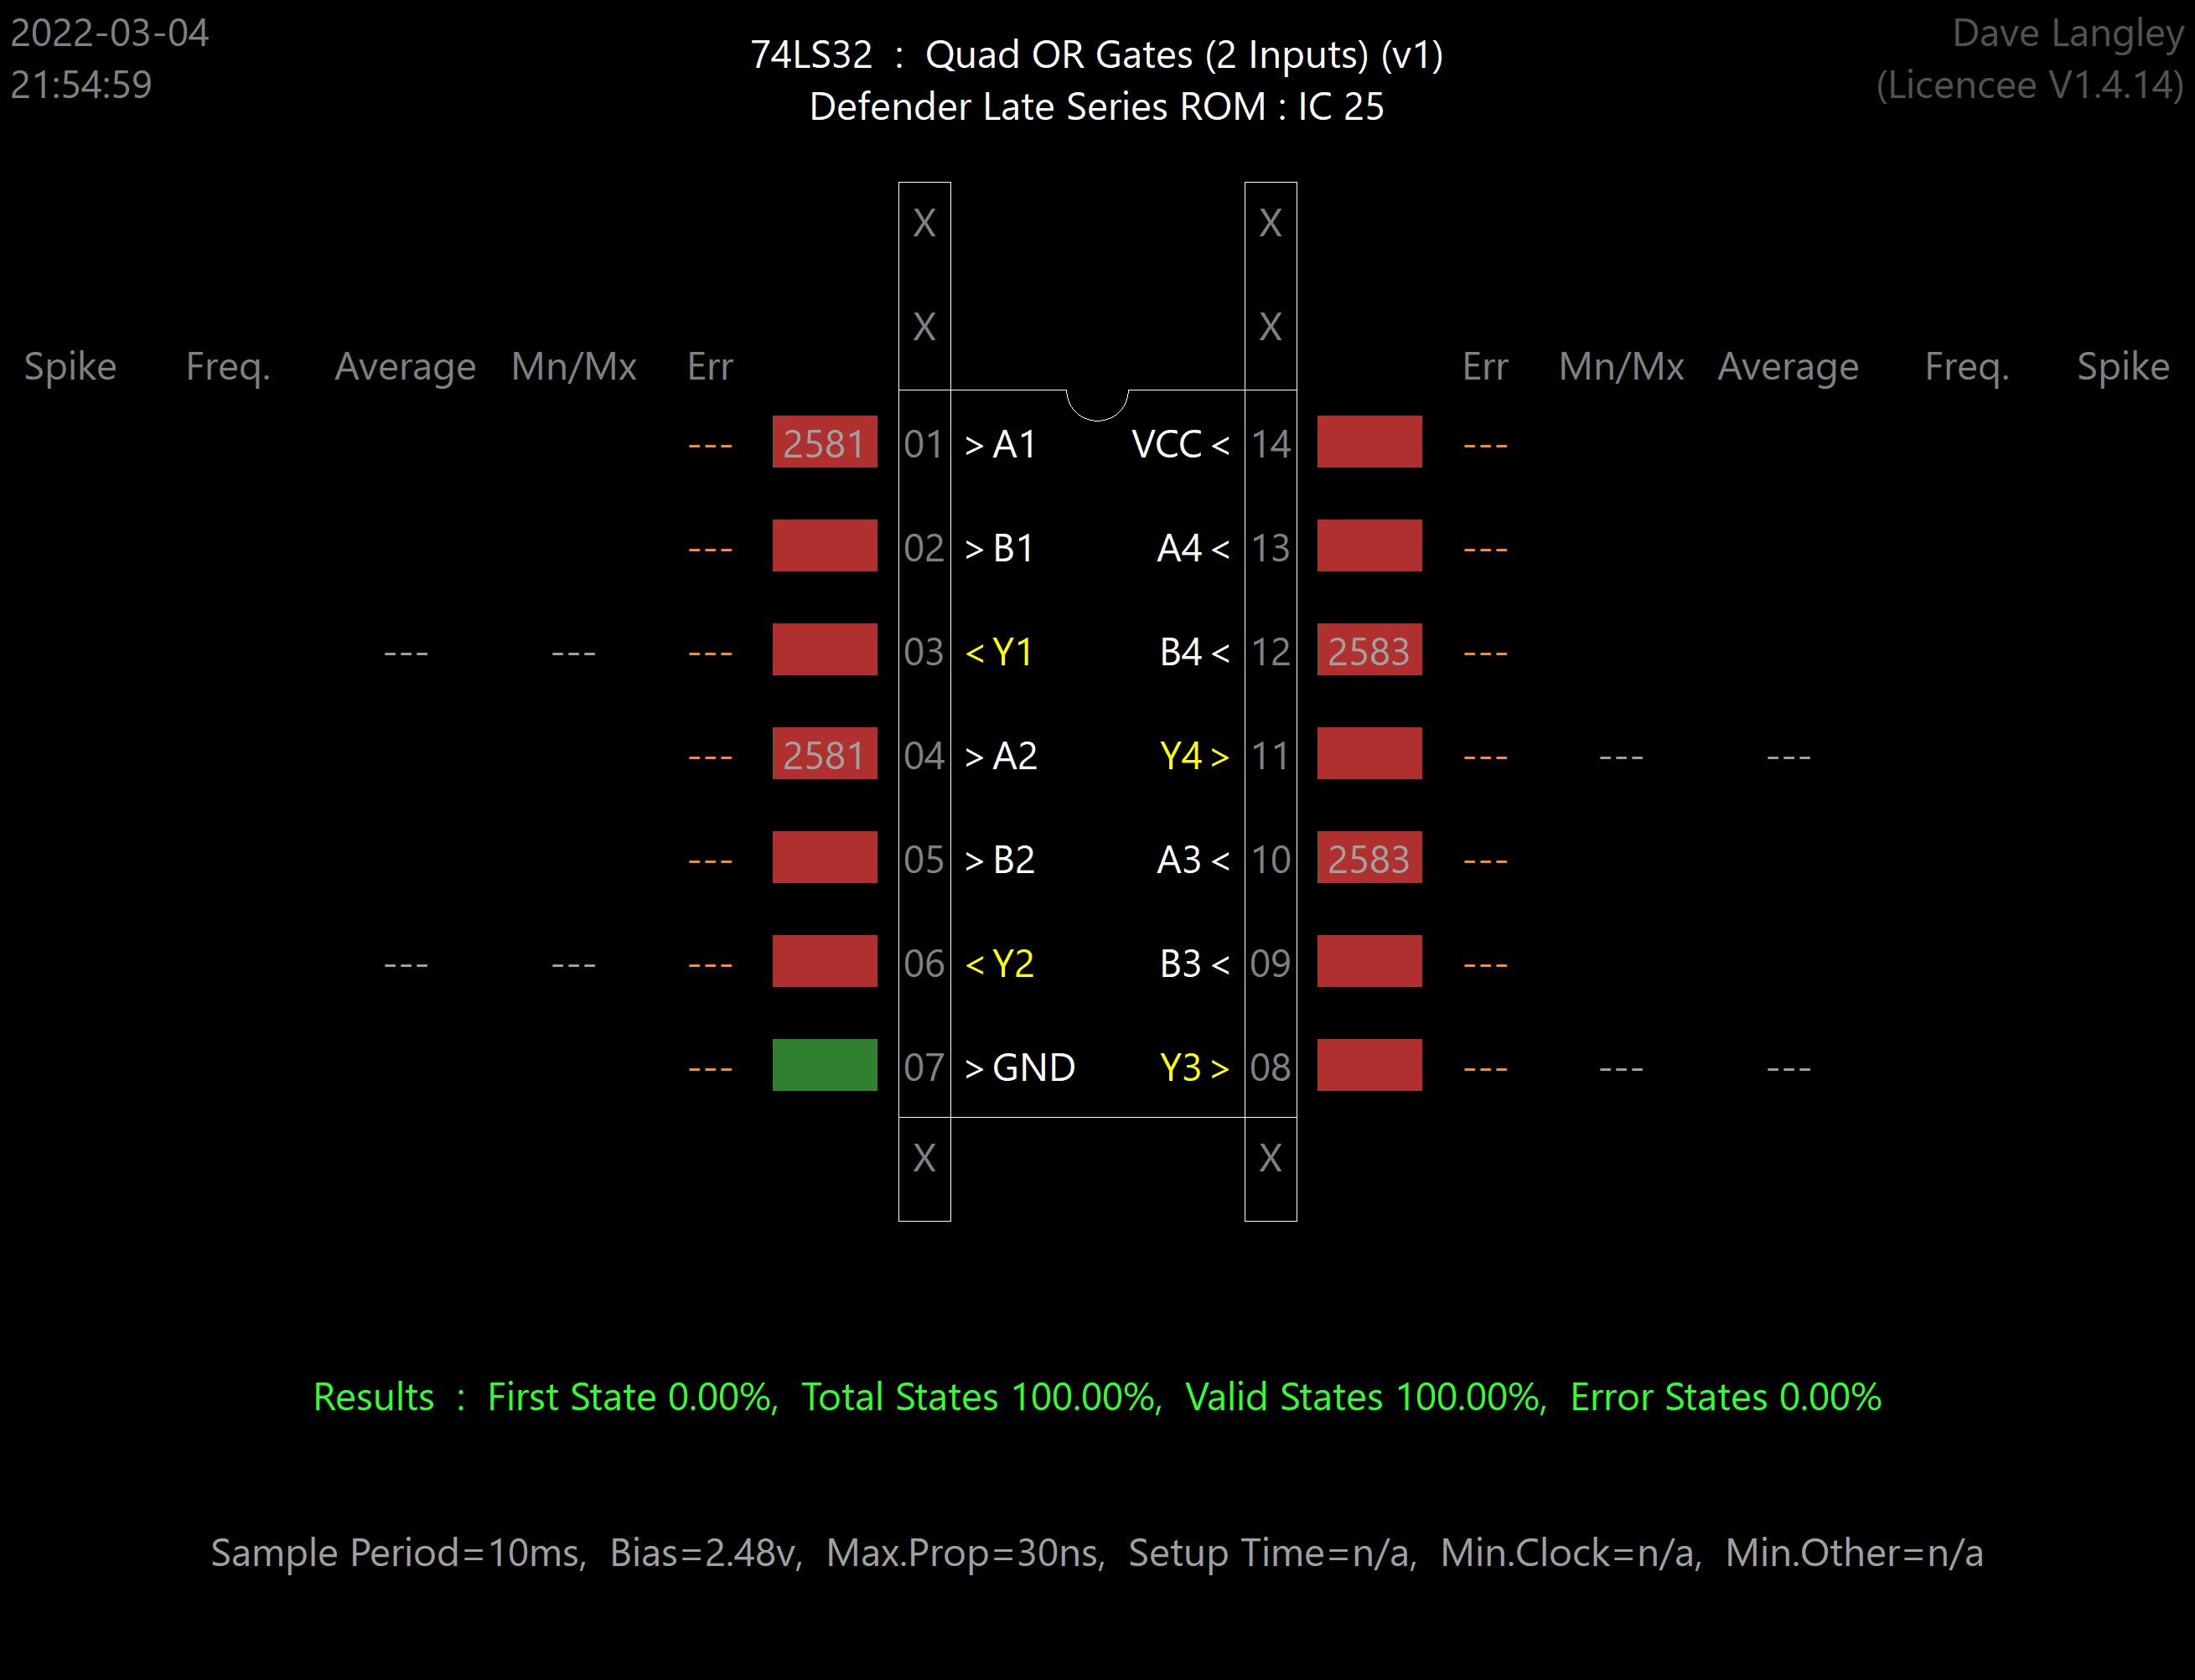 2022-03-04
21:54:59
74LS32 : Quad OR Gates (2 Inputs) (v1)
Defender Late Series ROM : IC 25
Dave Langley
(Licencee V1.4.14)
X X
X X
Spike Freq. Average Mn/Mx Err Err Mn/Mx Average Freq. Spike
--- 2581 01 > A1 VCC < 14 ---
--- 02 > B1 A4 < 13 ---
--- --- --- 03 < Y1 B4 < 12 2583 ---
--- 2581 04 > A2 Y4 > 11 --- --- ---
--- 05 > B2 A3 < 10 2583 ---
--- --- --- 06 < Y2 B3 < 09 ---
--- 07 > GND Y3 > 08 --- --- ---
X X
Results : First State 0.00%, Total States 100.00%, Valid States 100.00%, Error States 0.00%
Sample Period=10ms, Bias=2.48v, Max.Prop=30ns, Setup Time=n/a, Min.Clock=n/a, Min.Other=n/a